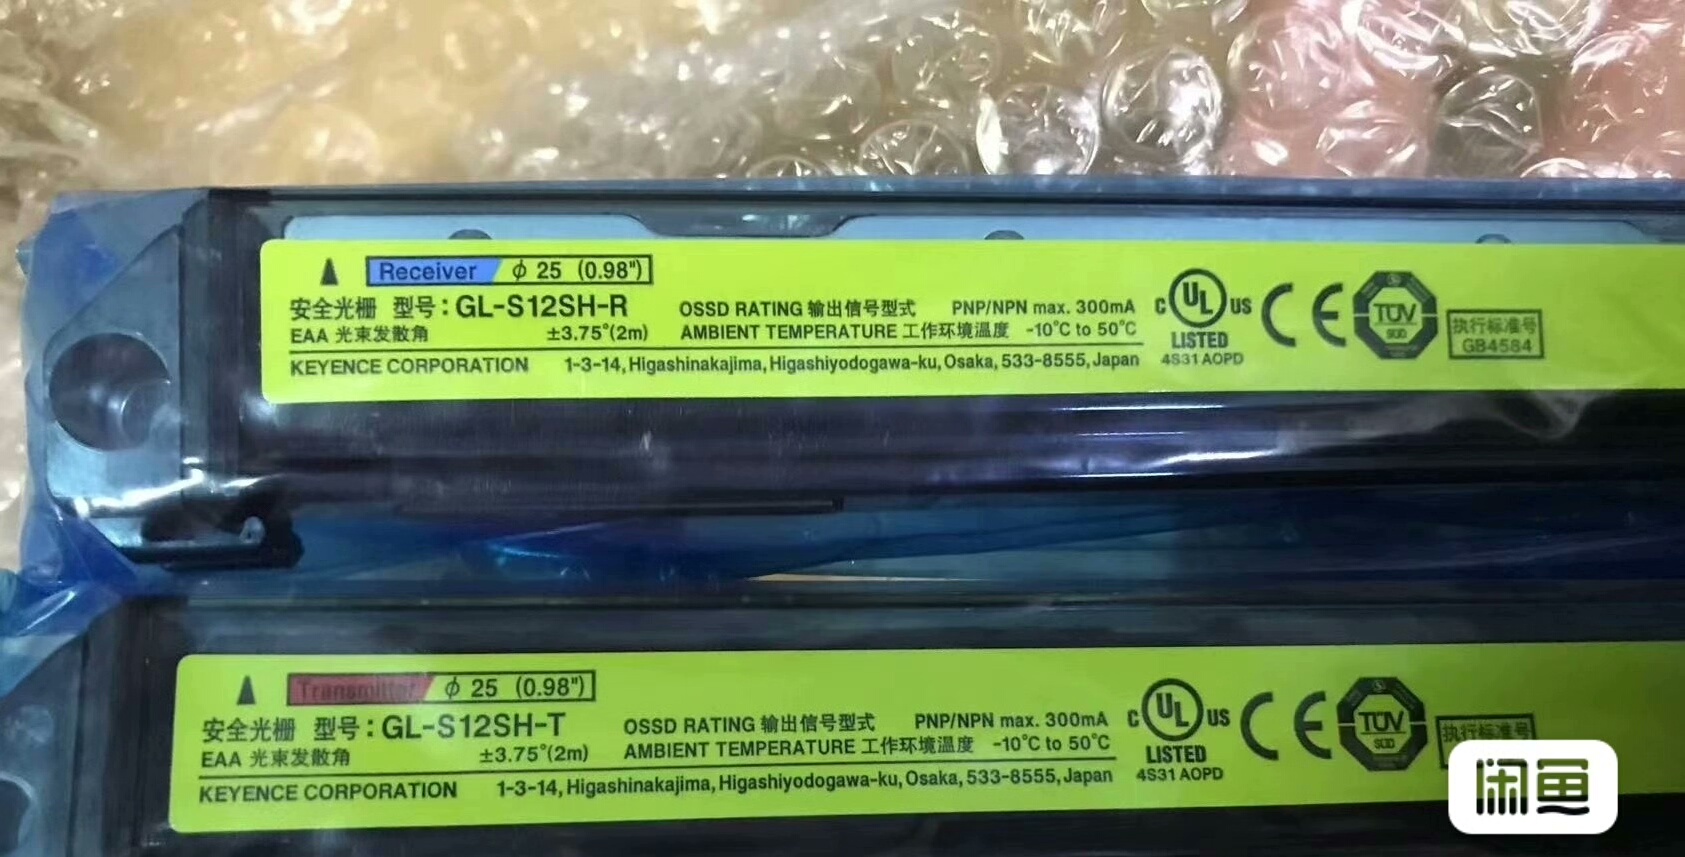 Receiver ϕ 25 (0.98")
安全光栅 型号：GL-S12SH-R OSSD RATING 输出信号型式 PNP/NPN max. 300mA
EAA 光束发散角 ±3.75°(2m) AMBIENT TEMPERATURE 工作环境温度 -10°C to 50°C
KEYENCE CORPORATION 1-3-14, Higashinakajima, Higashiyodogawa-ku, Osaka, 533-8555, Japan
C UL US
LISTED
4S31 AOPD
CE
TÜV
SGD
执行标准号
GB4584
Transmitter ϕ 25 (0.98")
安全光栅 型号：GL-S12SH-T OSSD RATING 输出信号型式 PNP/NPN max. 300mA
EAA 光束发散角 ±3.75°(2m) AMBIENT TEMPERATURE 工作环境温度 -10°C to 50°C
KEYENCE CORPORATION 1-3-14, Higashinakajima, Higashiyodogawa-ku, Osaka, 533-8555, Japan
C UL US
LISTED
4S31 AOPD
CE
TÜV
SGD
执行标准号
闲鱼